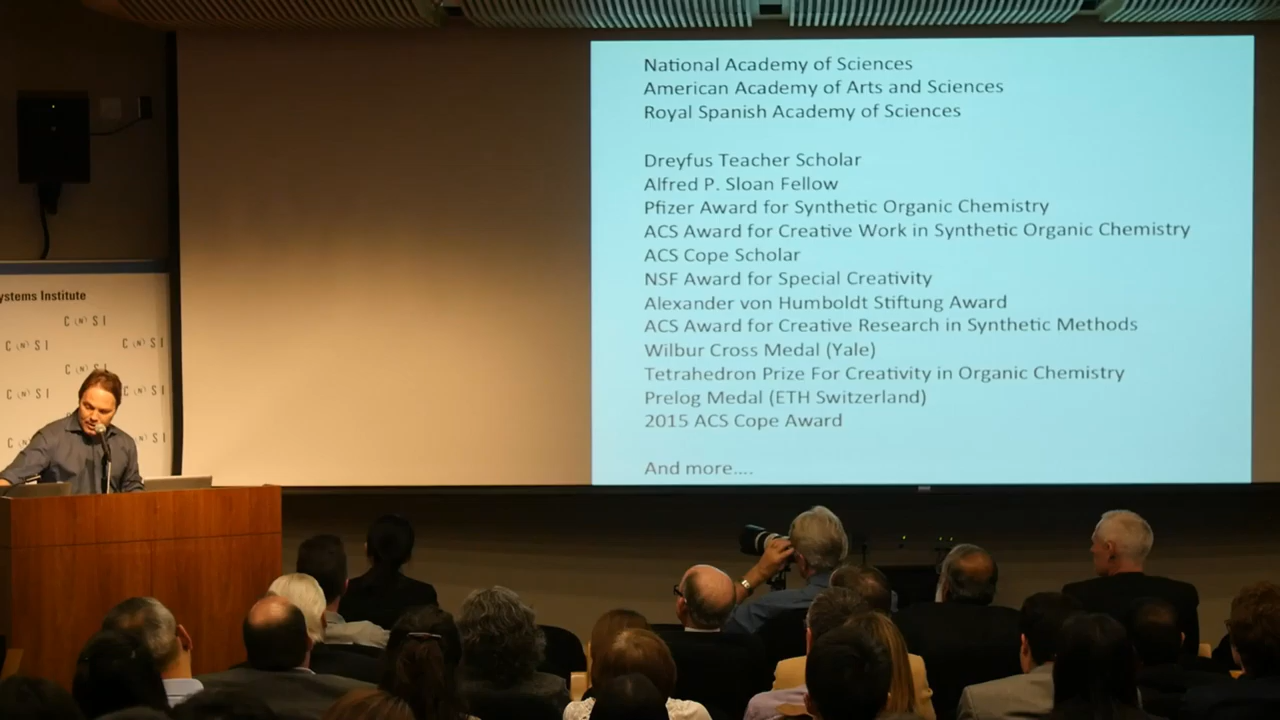 National Academy of Sciences
American Academy of Arts and Sciences
Royal Spanish Academy of Sciences
Dreyfus Teacher Scholar
Alfred P. Sloan Fellow
Pfizer Award for Synthetic Organic Chemistry
ACS Award for Creative Work in Synthetic Organic Chemistry
ACS Cope Scholar
NSF Award for Special Creativity
Alexander von Humboldt Stiftung Award
ACS Award for Creative Research in Synthetic Methods
Wilbur Cross Medal (Yale)
Tetrahedron Prize For Creativity in Organic Chemistry
Prelog Medal (ETH Switzerland)
2015 ACS Cope Award
And more....
ystems Institute
C (N) S I
C (N) S I C (N) S I
C (N) S I
C (N) S I C (N) S I